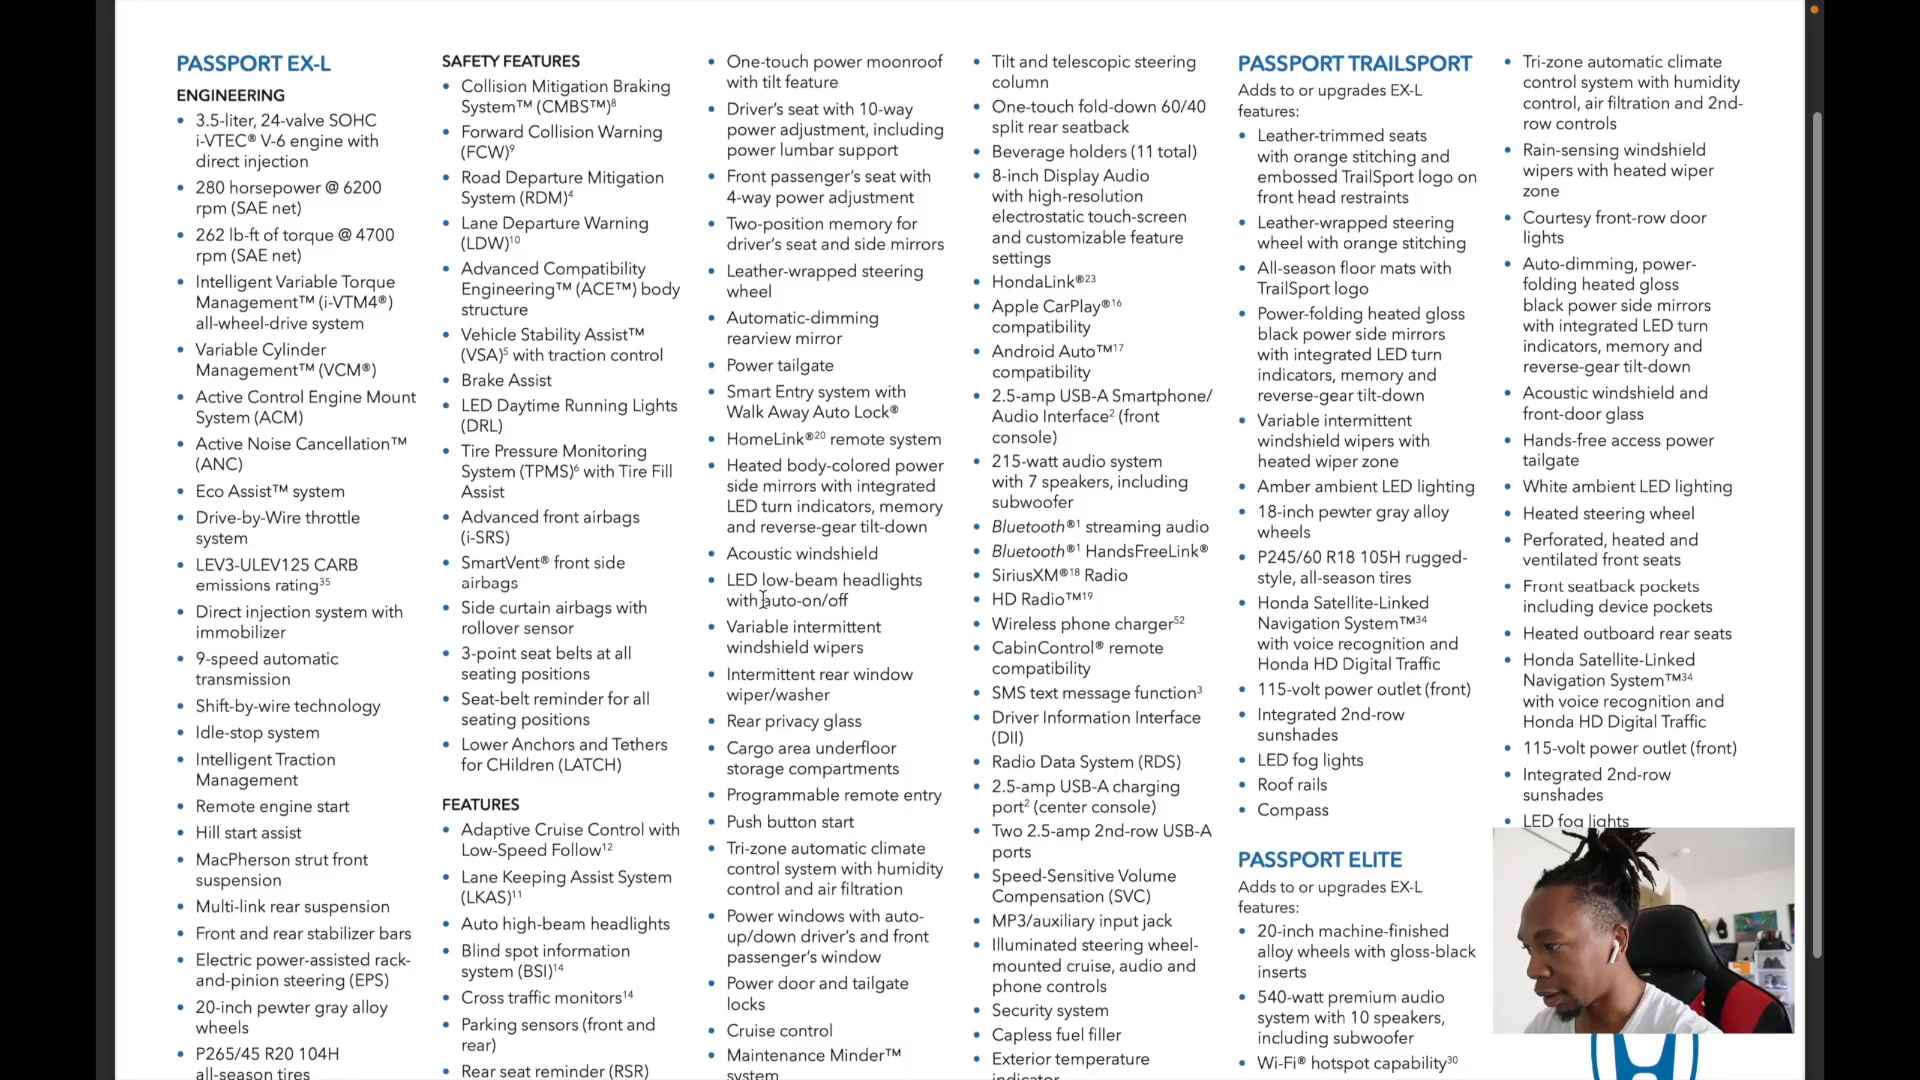 PASSPORT EX-L
ENGINEERING
• 3.5-liter, 24-valve SOHC
i-VTEC® V-6 engine with
direct injection
• 280 horsepower @ 6200
rpm (SAE net)
• 262 lb-ft of torque @ 4700
rpm (SAE net)
• Intelligent Variable Torque
Management™ (i-VTM4®)
all-wheel-drive system
• Variable Cylinder
Management™ (VCM®)
• Active Control Engine Mount
System (ACM)
• Active Noise Cancellation™
(ANC)
• Eco Assist™ system
• Drive-by-Wire throttle
system
• LEV3-ULEV125 CARB
emissions rating³⁵
• Direct injection system with
immobilizer
• 9-speed automatic
transmission
• Shift-by-wire technology
• Idle-stop system
• Intelligent Traction
Management
• Remote engine start
• Hill start assist
• MacPherson strut front
suspension
• Multi-link rear suspension
• Front and rear stabilizer bars
• Electric power-assisted rack-
and-pinion steering (EPS)
• 20-inch pewter gray alloy
wheels
• P265/45 R20 104H
all-season tires
SAFETY FEATURES
• Collision Mitigation Braking
System™ (CMBS™)⁸
• Forward Collision Warning
(FCW)⁹
• Road Departure Mitigation
System (RDM)⁴
• Lane Departure Warning
(LDW)¹⁰
• Advanced Compatibility
Engineering™ (ACE™) body
structure
• Vehicle Stability Assist™
(VSA)⁵ with traction control
• Brake Assist
• LED Daytime Running Lights
(DRL)
• Tire Pressure Monitoring
System (TPMS)⁶ with Tire Fill
Assist
• Advanced front airbags
(i-SRS)
• SmartVent® front side
airbags
• Side curtain airbags with
rollover sensor
• 3-point seat belts at all
seating positions
• Seat-belt reminder for all
seating positions
• Lower Anchors and Tethers
for CHildren (LATCH)
FEATURES
• Adaptive Cruise Control with
Low-Speed Follow¹²
• Lane Keeping Assist System
(LKAS)¹¹
• Auto high-beam headlights
• Blind spot information
system (BSI)¹⁴
• Cross traffic monitors¹⁴
• Parking sensors (front and
rear)
• Rear seat reminder (RSR)
• One-touch power moonroof
with tilt feature
• Driver’s seat with 10-way
power adjustment, including
power lumbar support
• Front passenger’s seat with
4-way power adjustment
• Two-position memory for
driver’s seat and side mirrors
• Leather-wrapped steering
wheel
• Automatic-dimming
rearview mirror
• Power tailgate
• Smart Entry system with
Walk Away Auto Lock®
• HomeLink®²⁰ remote system
• Heated body-colored power
side mirrors with integrated
LED turn indicators, memory
and reverse-gear tilt-down
• Acoustic windshield
• LED low-beam headlights
with auto-on/off
• Variable intermittent
windshield wipers
• Intermittent rear window
wiper/washer
• Rear privacy glass
• Cargo area underfloor
storage compartments
• Programmable remote entry
• Push button start
• Tri-zone automatic climate
control system with humidity
control and air filtration
• Power windows with auto-
up/down driver’s and front
passenger’s window
• Power door and tailgate
locks
• Cruise control
• Maintenance Minder™
system
• Tilt and telescopic steering
column
• One-touch fold-down 60/40
split rear seatback
• Beverage holders (11 total)
• 8-inch Display Audio
with high-resolution
electrostatic touch-screen
and customizable feature
settings
• HondaLink®²³
• Apple CarPlay®¹⁶
compatibility
• Android Auto™¹⁷
compatibility
• 2.5-amp USB-A Smartphone/
Audio Interface² (front
console)
• 215-watt audio system
with 7 speakers, including
subwoofer
• Bluetooth®¹ streaming audio
• Bluetooth®¹ HandsFreeLink®
• SiriusXM®¹⁸ Radio
• HD Radio™¹⁹
• Wireless phone charger⁵²
• CabinControl® remote
compatibility
• SMS text message function³
• Driver Information Interface
(DII)
• Radio Data System (RDS)
• 2.5-amp USB-A charging
port² (center console)
• Two 2.5-amp 2nd-row USB-A
ports
• Speed-Sensitive Volume
Compensation (SVC)
• MP3/auxiliary input jack
• Illuminated steering wheel-
mounted cruise, audio and
phone controls
• Security system
• Capless fuel filler
• Exterior temperature
indicator
PASSPORT TRAILSPORT
Adds to or upgrades EX-L
features:
• Leather-trimmed seats
with orange stitching and
embossed TrailSport logo on
front head restraints
• Leather-wrapped steering
wheel with orange stitching
• All-season floor mats with
TrailSport logo
• Power-folding heated gloss
black power side mirrors
with integrated LED turn
indicators, memory and
reverse-gear tilt-down
• Variable intermittent
windshield wipers with
heated wiper zone
• Amber ambient LED lighting
• 18-inch pewter gray alloy
wheels
• P245/60 R18 105H rugged-
style, all-season tires
• Honda Satellite-Linked
Navigation System™³⁴
with voice recognition and
Honda HD Digital Traffic
• 115-volt power outlet (front)
• Integrated 2nd-row
sunshades
• LED fog lights
• Roof rails
• Compass
PASSPORT ELITE
Adds to or upgrades EX-L
features:
• 20-inch machine-finished
alloy wheels with gloss-black
inserts
• 540-watt premium audio
system with 10 speakers,
including subwoofer
• Wi-Fi® hotspot capability³⁰
• Tri-zone automatic climate
control system with humidity
control, air filtration and 2nd-
row controls
• Rain-sensing windshield
wipers with heated wiper
zone
• Courtesy front-row door
lights
• Auto-dimming, power-
folding heated gloss
black power side mirrors
with integrated LED turn
indicators, memory and
reverse-gear tilt-down
• Acoustic windshield and
front-door glass
• Hands-free access power
tailgate
• White ambient LED lighting
• Heated steering wheel
• Perforated, heated and
ventilated front seats
• Front seatback pockets
including device pockets
• Heated outboard rear seats
• Honda Satellite-Linked
Navigation System™³⁴
with voice recognition and
Honda HD Digital Traffic
• 115-volt power outlet (front)
• Integrated 2nd-row
sunshades
• LED fog lights